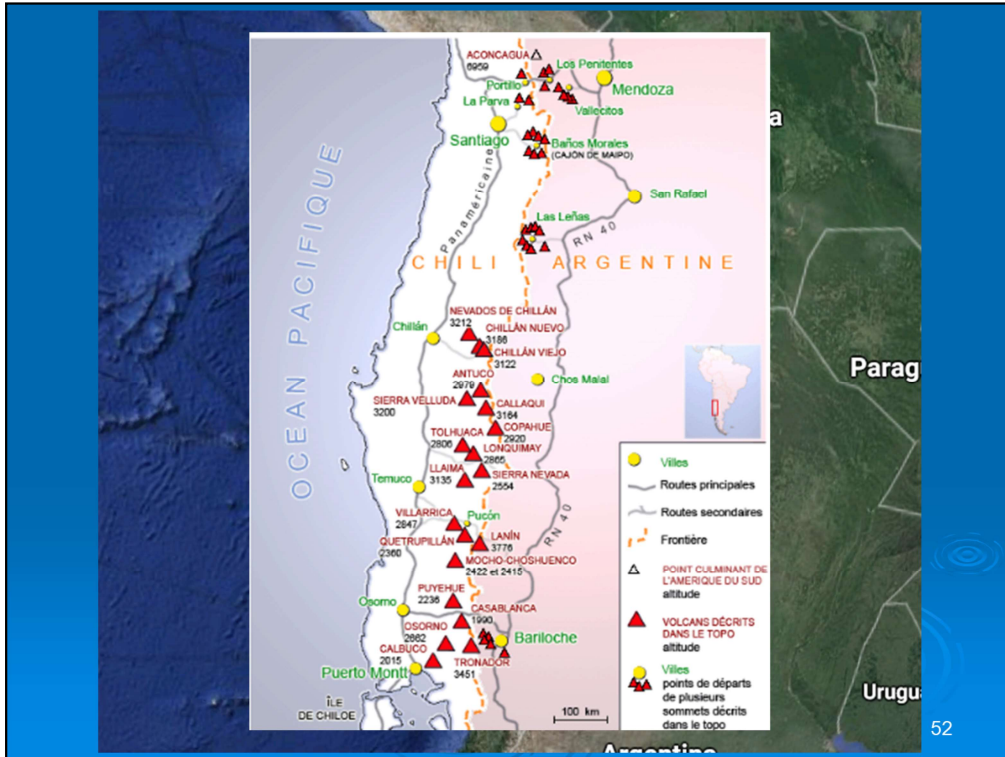 ACONCAGUA
6959
Los Penitentes
Portillo
Mendoza
La Parva
Vallecitos
a
Santiago
Baños Morales
(CAJÓN DE MAIPO)
Panaméricaine
San Rafael
Las Leñas
RN 40
OCEAN PACIFIQUE
CHILI
ARGENTINE
NEVADOS DE CHILLÁN
3212
CHILLÁN NUEVO
3186
Chillán
CHILLÁN VIEJO
3122
ANTUCO
2979
Chos Malal
Parag
SIERRA VELLUDA
3200
CALLAQUI
3164
COPAHUE
2920
TOLHUACA
2806
LONQUIMAY
2865
LLAIMA
3135
SIERRA NEVADA
2554
Temuco
VILLARRICA
2847
Pucón
RN 40
QUETRUPILLÁN
2360
LANÍN
3776
MOCHO-CHOSHUENCO
2422 et 2415
PUYEHUE
2236
Osorno
CASABLANCA
1990
OSORNO
2662
Bariloche
CALBUCO
2015
TRONADOR
3451
Puerto Montt
ÎLE
DE CHILOE
100 km
Villes
Routes principales
Routes secondaires
Frontière
POINT CULMINANT DE
L'AMÉRIQUE DU SUD
altitude
VOLCANS DÉCRITS
DANS LE TOPO
altitude
Villes
points de départs
de plusieurs
sommets décrits
dans le topo
Urugu
52
Argentina